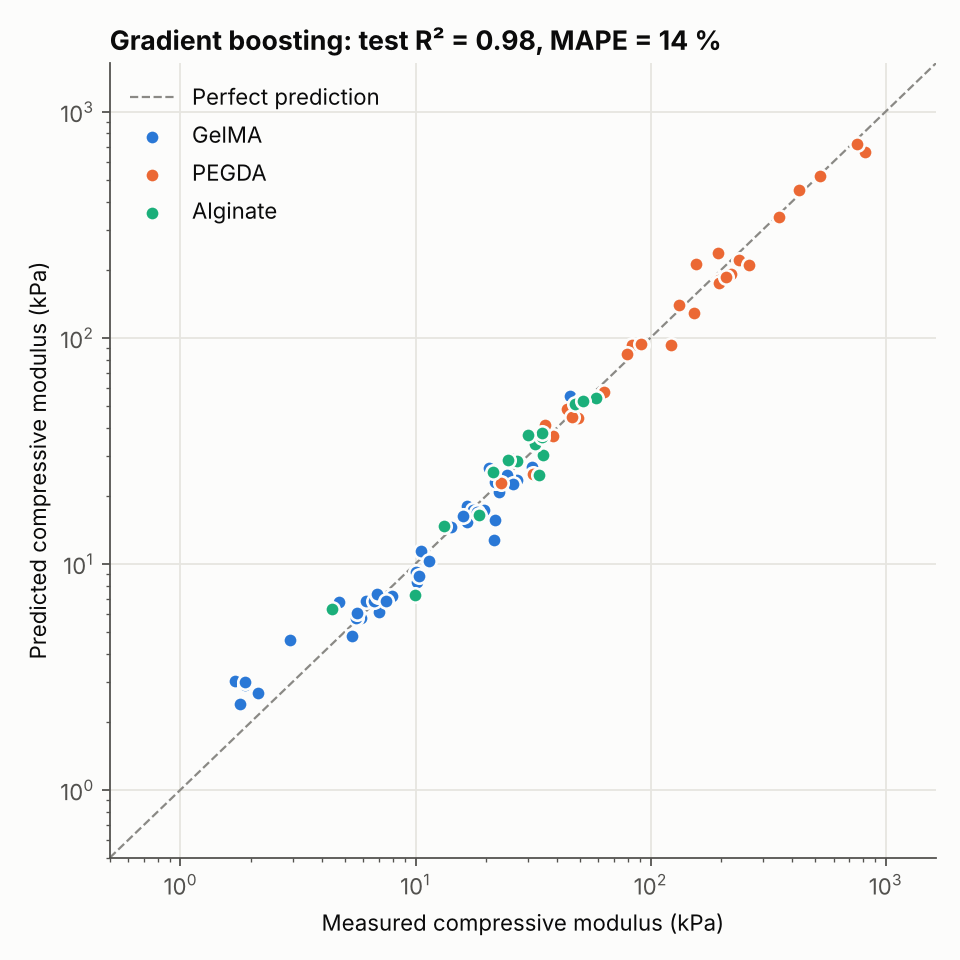 Gradient boosting: test R² = 0.98, MAPE = 14 %
Perfect prediction
GelMA
PEGDA
Alginate
10³
10²
10¹
10⁰
Predicted compressive modulus (kPa)
10⁰ 10¹ 10² 10³
Measured compressive modulus (kPa)